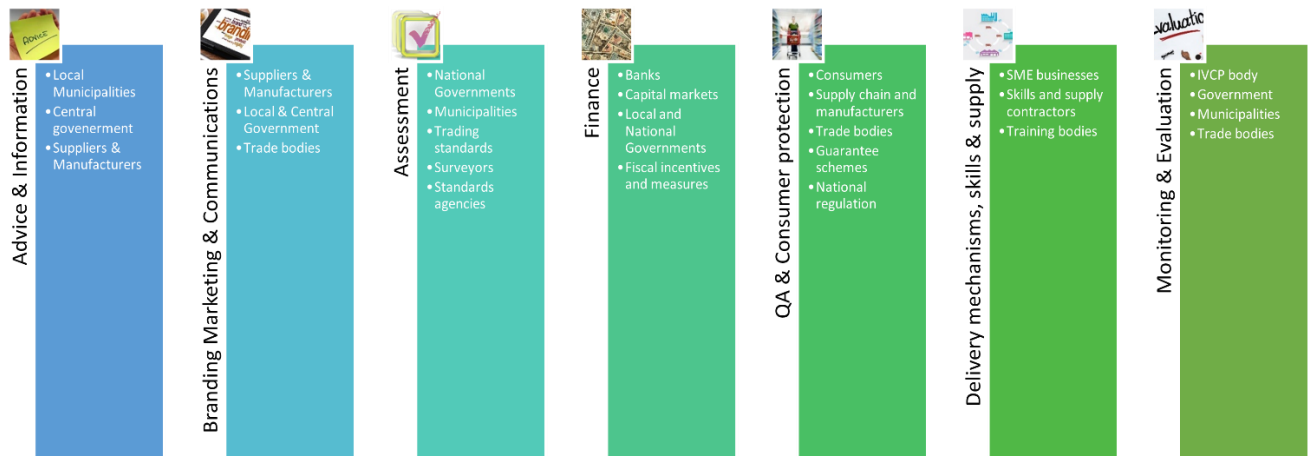 Advice & Information
ADVICE
• Local
Municipalities
• Central
govenerment
• Suppliers &
Manufacturers
Branding Marketing & Communications
brandi
• Suppliers &
Manufacturers
• Local & Central
Government
• Trade bodies
Assessment
• National
Governments
• Municipalities
• Trading
standards
• Surveyors
• Standards
agencies
Finance
• Banks
• Capital markets
• Local and
National
Governments
• Fiscal incentives
and measures
QA & Consumer protection
• Consumers
• Supply chain and
manufacturers
• Trade bodies
• Guarantee
schemes
• National
regulation
Delivery mechanisms, skills & supply
• SME businesses
• Skills and supply
contractors
• Training bodies
Monitoring & Evaluation
valuatio
• IVCP body
• Government
• Municipalities
• Trade bodies